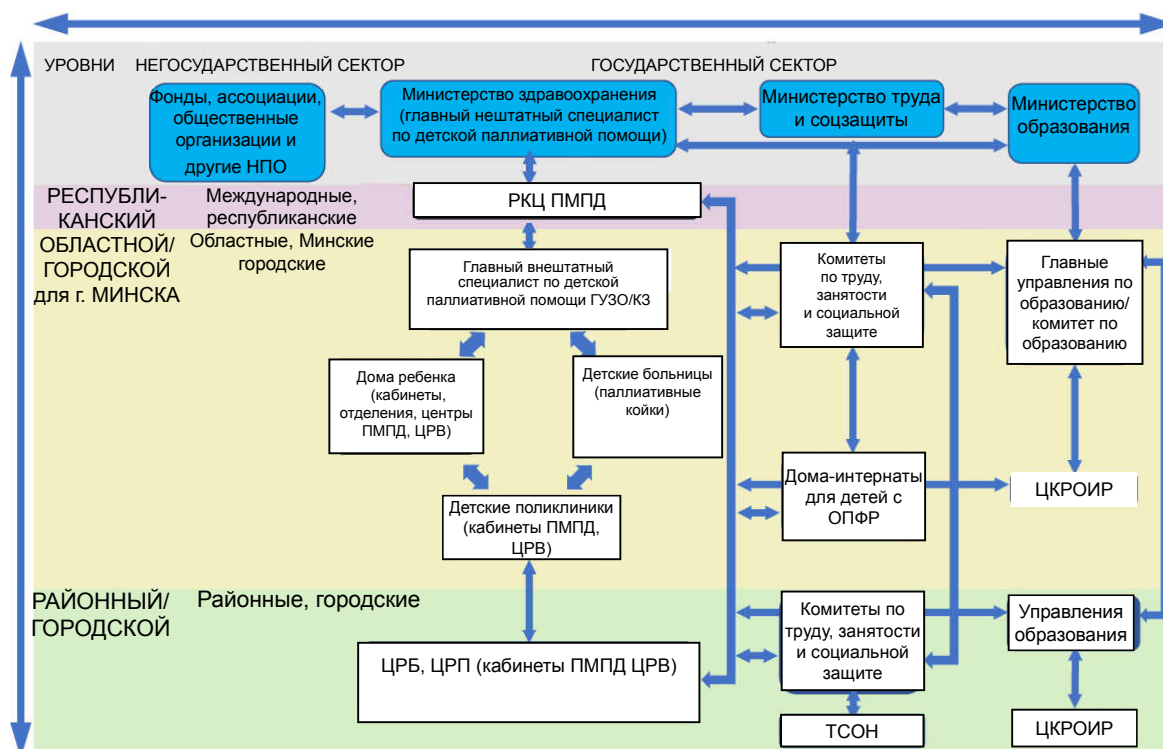 УРОВНИ
НЕГОСУДАРСТВЕННЫЙ СЕКТОР
ГОСУДАРСТВЕННЫЙ СЕКТОР
Фонды, ассоциации,
общественные
организации и
другие НПО
Министерство здравоохранения
(главный нештатный специалист
по детской паллиативной помощи)
Министерство труда
и соцзащиты
Министерство
образования
РЕСПУБЛИ-
КАНСКИЙ
Международные,
республиканские
РКЦ ПМПД
ОБЛАСТНОЙ/
ГОРОДСКОЙ
для г. МИНСКА
Областные, Минские
городские
Главный внештатный
специалист по детской
паллиативной помощи ГУЗО/КЗ
Комитеты
по труду,
занятости
и социальной
защите
Главные
управления по
образованию/
комитет по
образованию
Дома ребенка
(кабинеты,
отделения, центры
ПМПД, ЦРВ)
Детские больницы
(паллиативные
койки)
Дома-интернаты
для детей с
ОПФР
ЦКРОИР
Детские поликлиники
(кабинеты ПМПД,
ЦРВ)
РАЙОННЫЙ/
ГОРОДСКОЙ
Районные, городские
Комитеты по
труду, занятости
и социальной
защите
Управления
образования
ЦРБ, ЦРП (кабинеты ПМПД ЦРВ)
ТСОН
ЦКРОИР